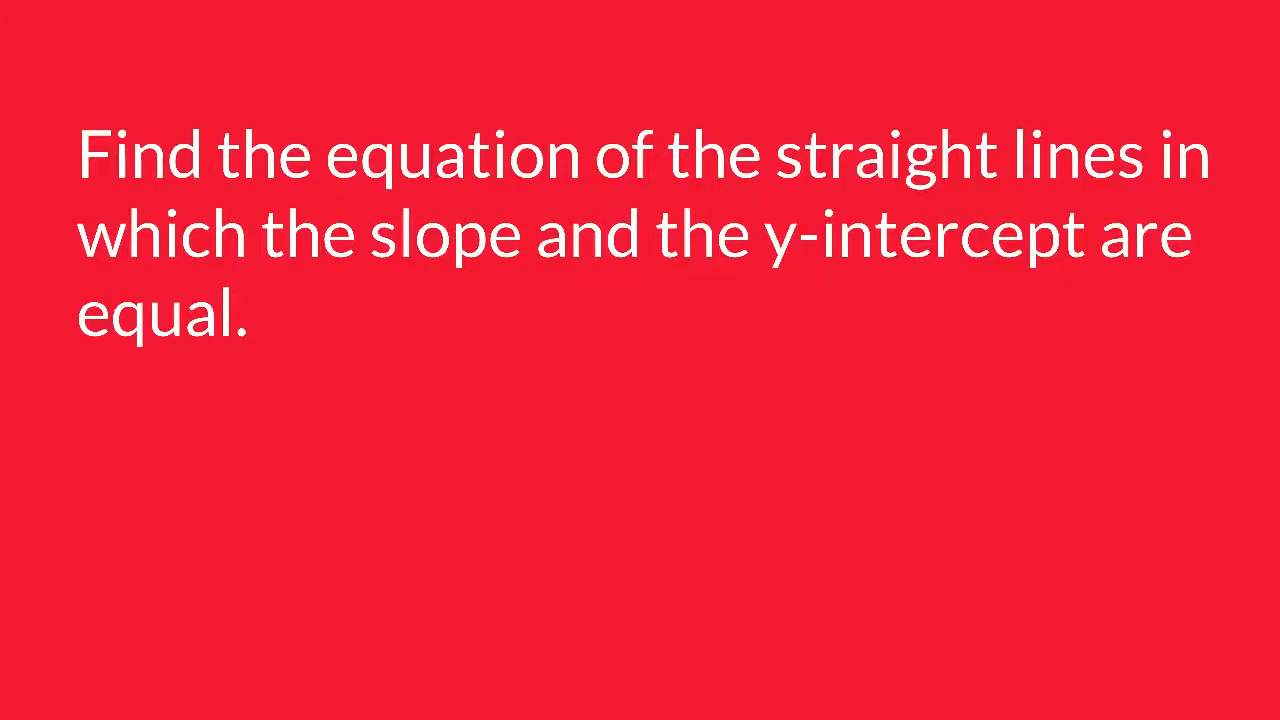 Find the equation of the straight lines in
which the slope and the y-intercept are
equal.